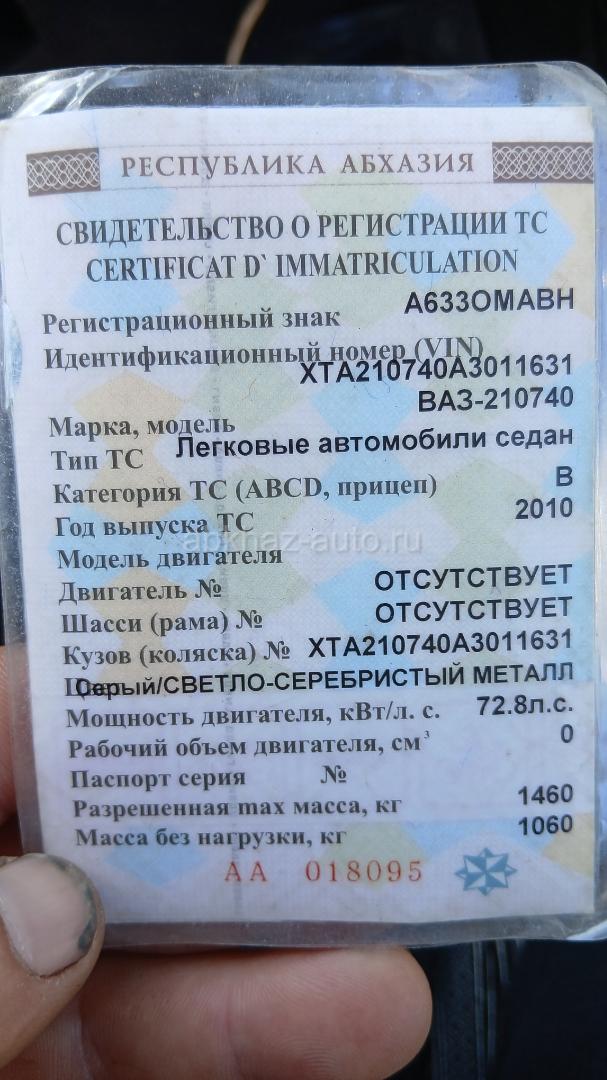 РЕСПУБЛИКА АБХАЗИЯ
СВИДЕТЕЛЬСТВО О РЕГИСТРАЦИИ ТС
CERTIFICAT D` IMMATRICULATION
Регистрационный знак А633ОМАВН
Идентификационный номер (VIN)
XTA210740A3011631
Марка, модель ВАЗ-210740
Тип ТС Легковые автомобили седан
Категория ТС (ABCD, прицеп) В
Год выпуска ТС 2010
apkhaz-auto.ru
Модель двигателя
Двигатель № ОТСУТСТВУЕТ
Шасси (рама) № ОТСУТСТВУЕТ
Кузов (коляска) № XTA210740A3011631
Серый/СВЕТЛО-СЕРЕБРИСТЫЙ МЕТАЛЛ
Мощность двигателя, кВт/л. с. 72.8л.с.
Рабочий объем двигателя, см³ 0
Паспорт серия №
Разрешенная max масса, кг 1460
Масса без нагрузки, кг 1060
АА 018095